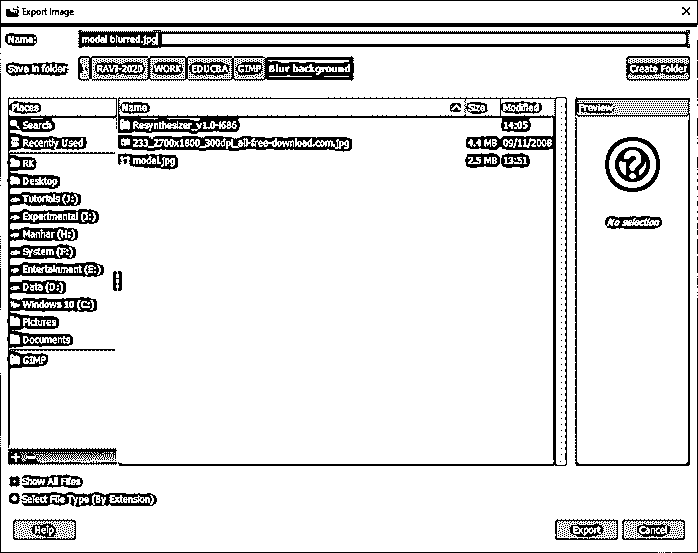 Export Image
Name: modal blurred.jpg
Save in folder: RAVI-2020 WORK EDUCBA GIMP Blur background Create Folder
Places Name Size Modified Preview
Search Resynthesizer_v1.0-i686 14:05
Recently Used 233_2700x1800_300dpi_all-free-download.com.jpg 4.4 MB 09/11/2008
RK modal.jpg 2.5 MB 13:51
Desktop
Tutorials (J:)
Experimental (I:)
No selection
Manhar (H:)
System (F:)
Entertainment (E:)
Data (D:)
Windows 10 (C:)
Pictures
Documents
GIMP
Show All Files
Select File Type (By Extension)
Help Export Cancel